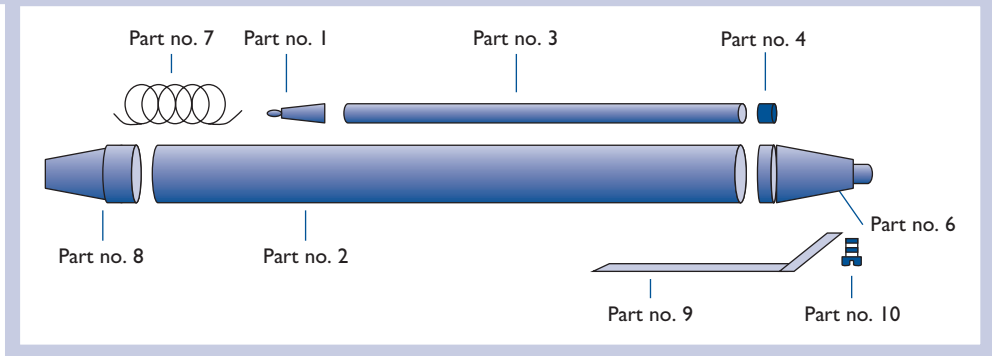 Part no. 7 Part no. 1 Part no. 3 Part no. 4
Part no. 6
Part no. 8 Part no. 2
Part no. 9 Part no. 10